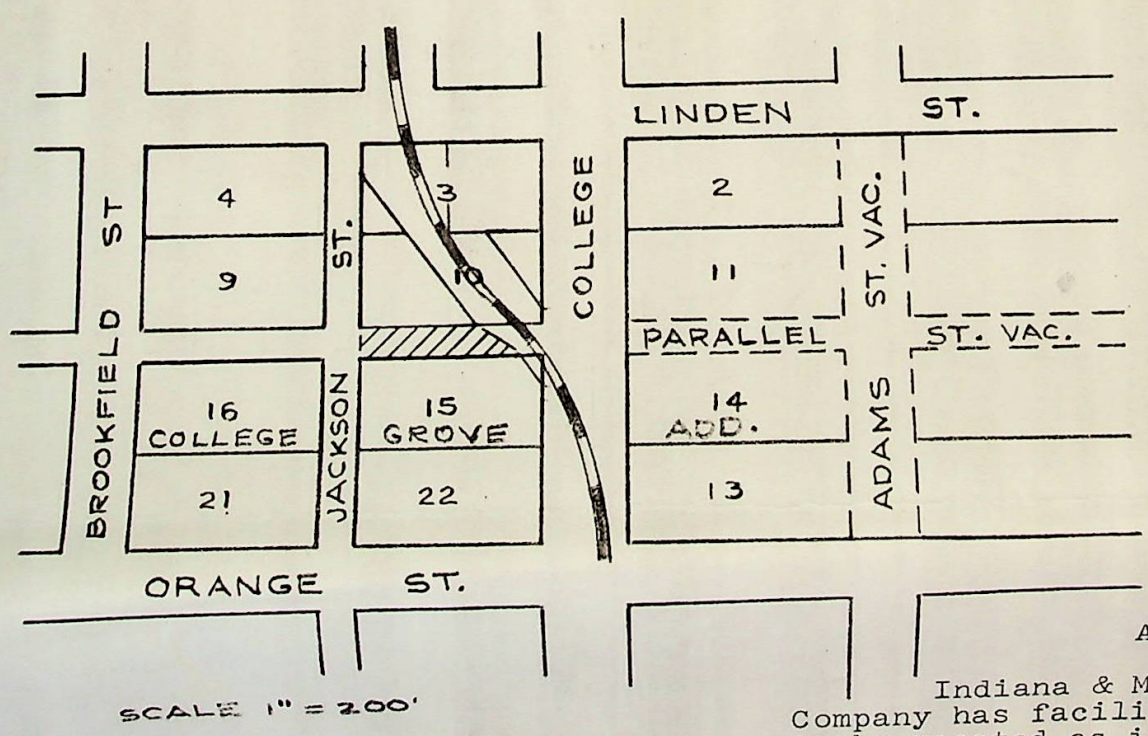 LINDEN ST.
BROOKFIELD ST
4
9
JACKSON ST.
3
10
COLLEGE
2
11
PARALLEL ST. VAC.
ADAMS ST. VAC.
16
COLLEGE
21
15
GROVE
22
14
ADD.
13
ORANGE ST.
SCALE 1" = 200'
A
Indiana & M
Company has facili